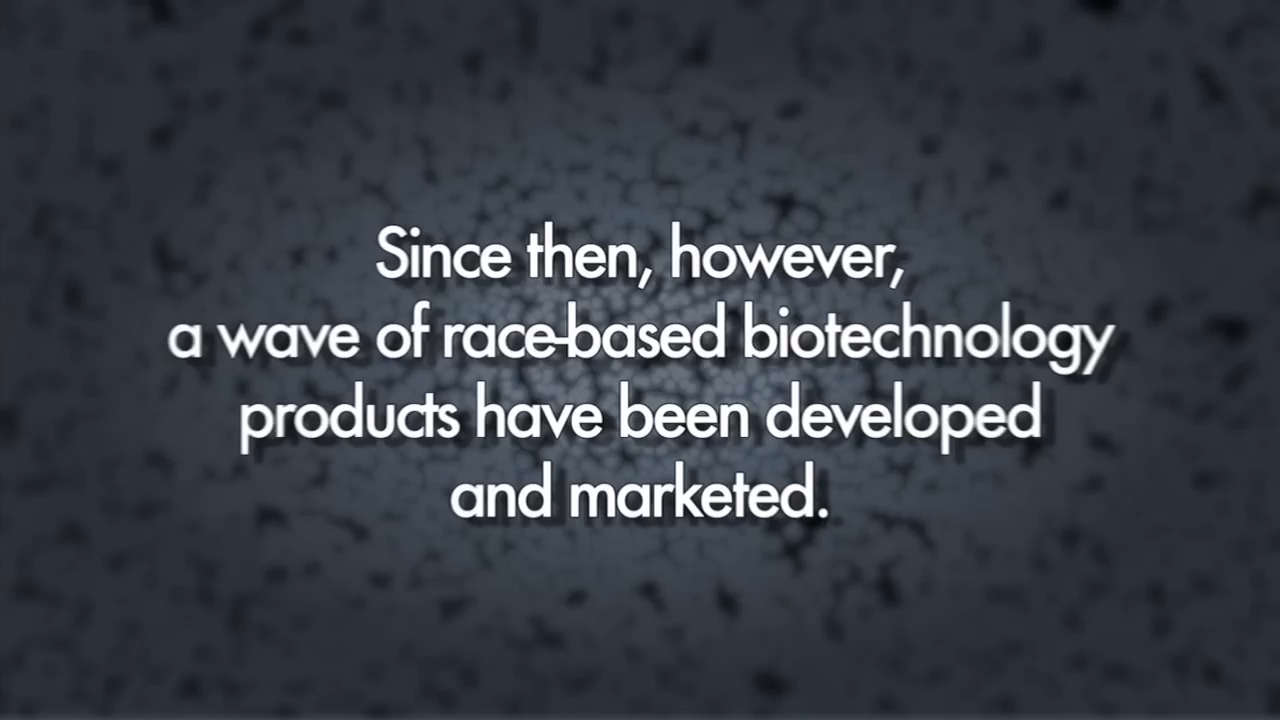 Since then, however,
a wave of race-based biotechnology
products have been developed
and marketed.